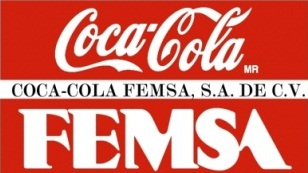 Coca-Cola
MR
COCA-COLA FEMSA, S.A. DE C.V.
FEMSA